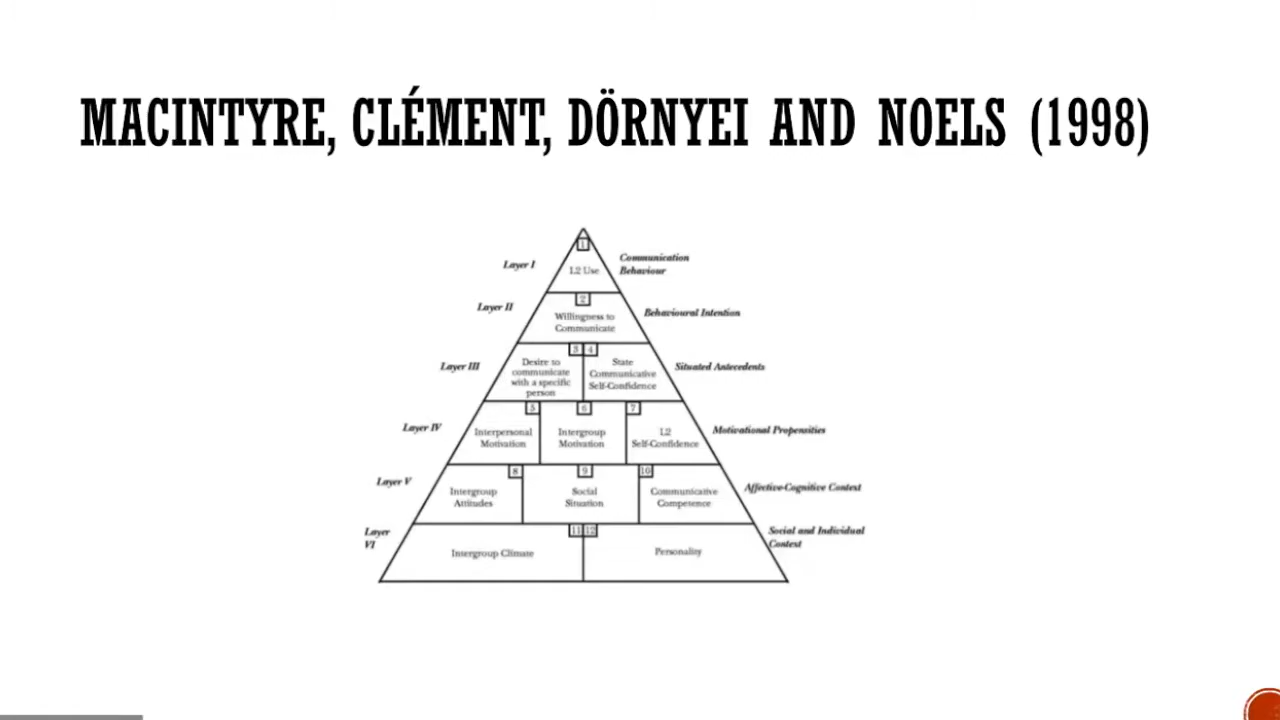 MACINTYRE, CLÉMENT, DÖRNYEI AND NOELS (1998)
1
Layer I
L2 Use
Communication
Behaviour
2
Layer II
Willingness to
Communicate
Behavioural Intention
3 4
Layer III
Desire to
communicate
with a specific
person
State
Communicative
Self-Confidence
Situated Antecedents
5 6 7
Layer IV
Interpersonal
Motivation
Intergroup
Motivation
L2
Self-Confidence
Motivational Propensities
8 9 10
Layer V
Intergroup
Attitudes
Social
Situation
Communicative
Competence
Affective-Cognitive Context
11 12
Layer
VI
Intergroup Climate
Personality
Social and Individual
Context